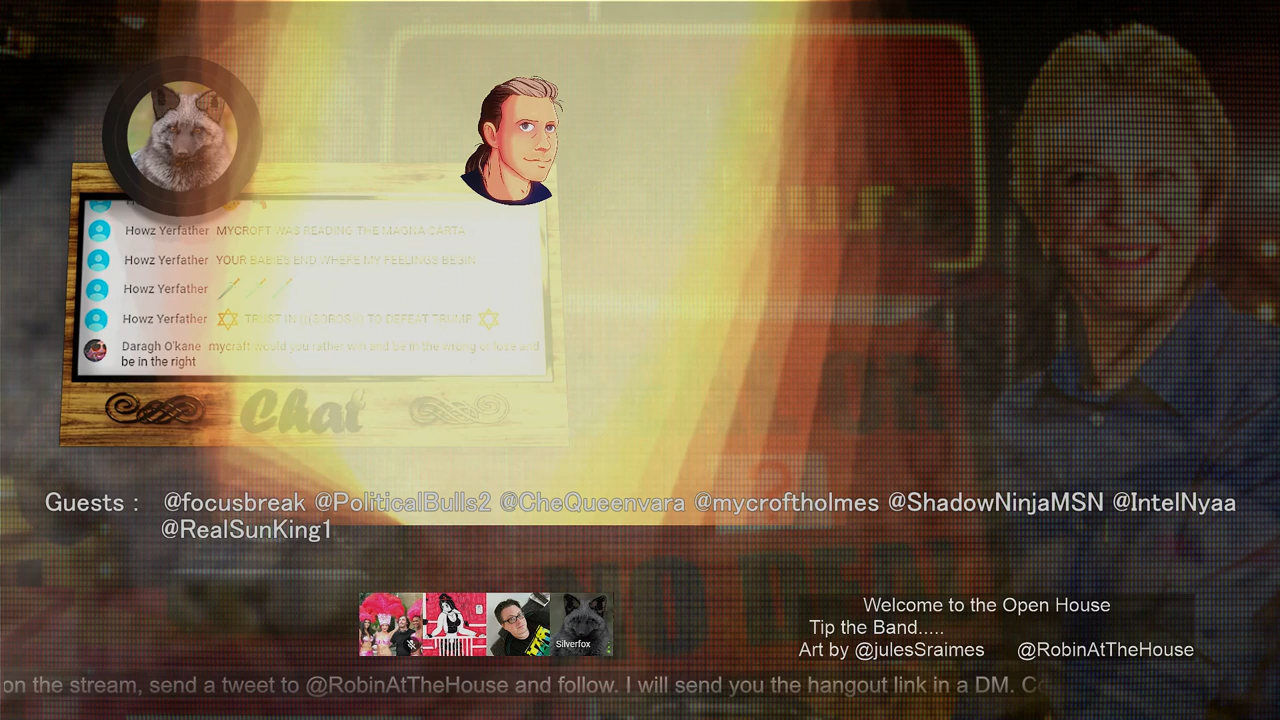 Howz Yerfather MYCROFT WAS READING THE MAGNA CARTA
Howz Yerfather YOUR BABIES END WHERE MY FEELINGS BEGIN
Howz Yerfather
Howz Yerfather TRUST IN (((SOROS))) TO DEFEAT TRUMP
Daragh O'kane mycraft would you rather win and be in the wrong or lose and
be in the right
Chat
Guests : @focusbreak @PoliticalBulls2 @CheQueenvara @mycroftholmes @ShadowNinjaMSN @IntelNyaa
@RealSunKing1
NO DEAL
Silverfox
Welcome to the Open House
Tip the Band.....
Art by @julesSraimes @RobinAtTheHouse
on the stream, send a tweet to @RobinAtTheHouse and follow. I will send you the hangout link in a DM.